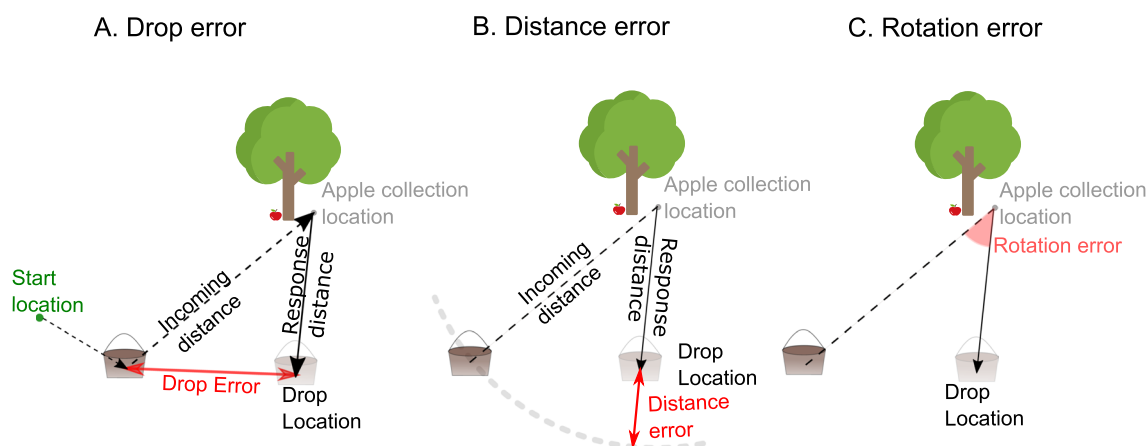 A. Drop error
Apple collection
location
Start
location
Incoming
distance
Response
distance
Drop Error
Drop
Location
B. Distance error
Apple collection
location
Incoming
distance
Response
distance
Drop
Location
Distance
error
C. Rotation error
Apple collection
location
Rotation error
Drop
Location